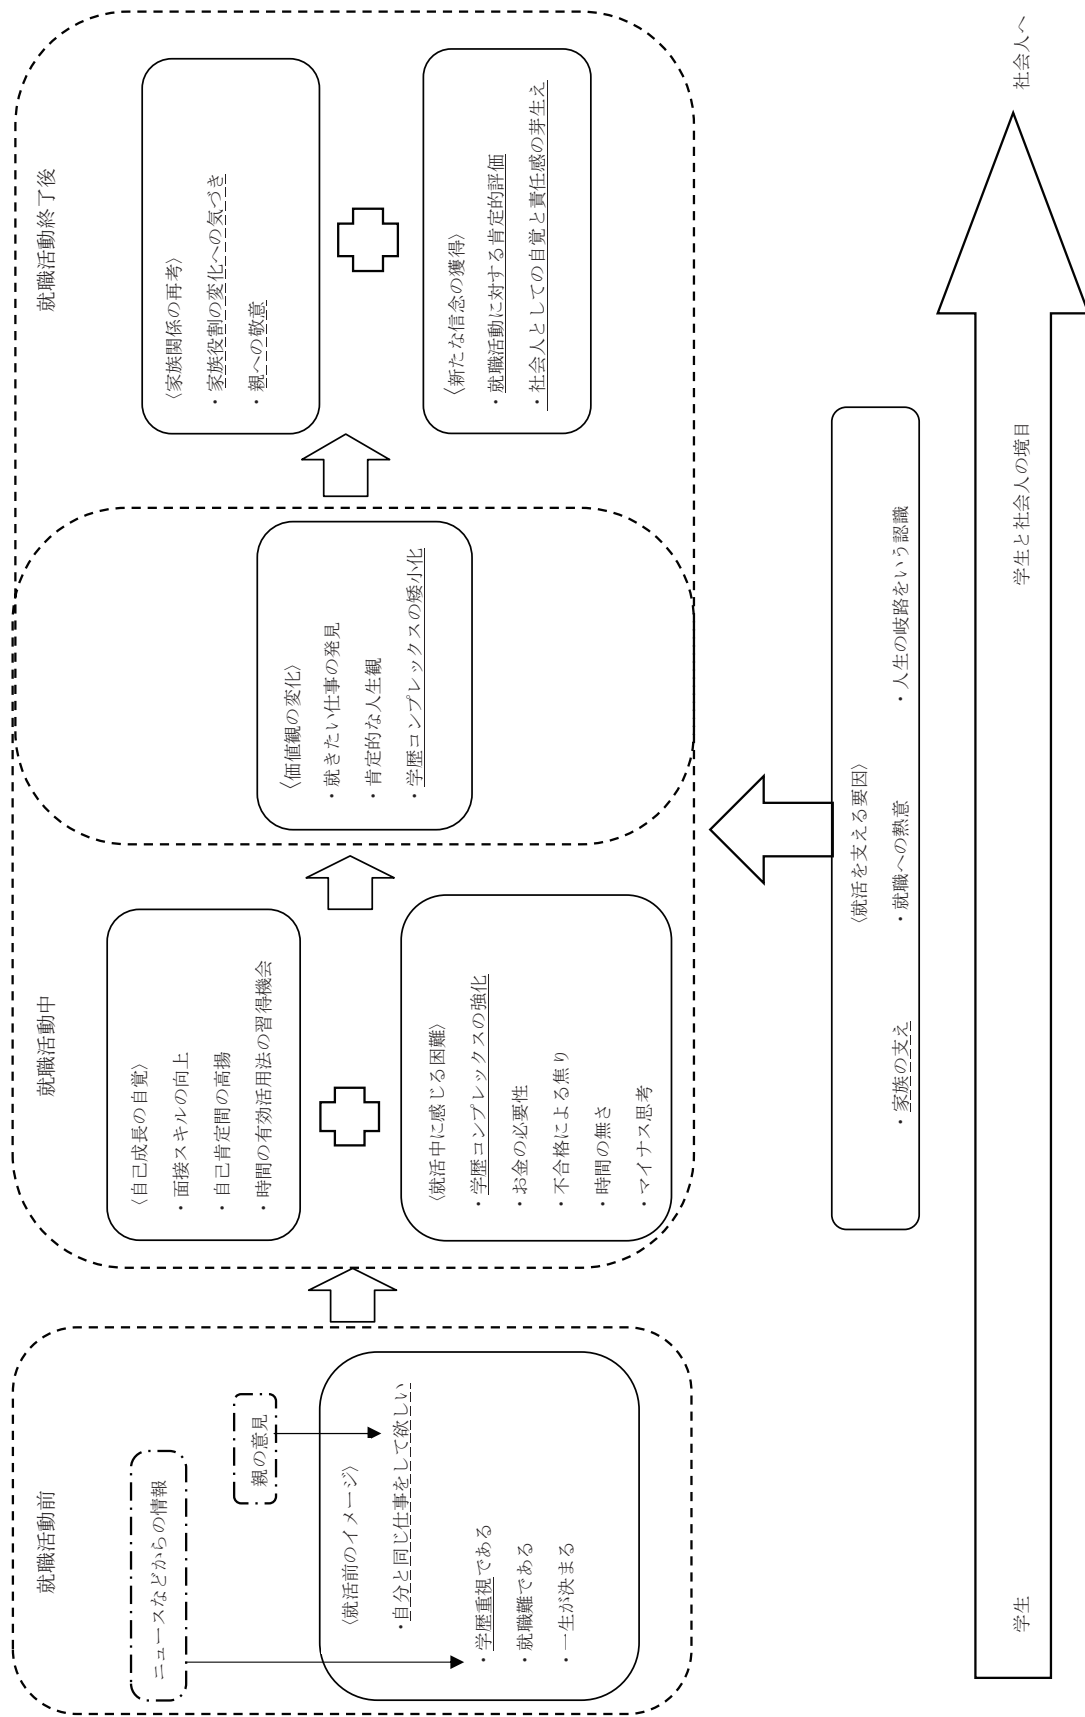 就職活動前
ニュースなどからの情報
親の意見
〈就活前のイメージ〉
・自分と同じ仕事をして欲しい
・学歴重視である
・就職難である
・一生が決まる
就職活動中
〈自己成長の自覚〉
・面接スキルの向上
・自己肯定間の高揚
・時間の有効活用法の習得機会
〈就活中に感じる困難〉
・学歴コンプレックスの強化
・お金の必要性
・不合格による焦り
・時間の無さ
・マイナス思考
〈価値観の変化〉
・就きたい仕事の発見
・肯定的な人生観
・学歴コンプレックスの矮小化
就職活動終了後
〈家族関係の再考〉
・家族役割の変化への気づき
・親への敬意
〈新たな信念の獲得〉
・就職活動に対する肯定的評価
・社会人としての自覚と責任感の芽生え
〈就活を支える要因〉
・家族の支え ・就職への熱意 ・人生の岐路をいう認識
学生 学生と社会人の境目 社会人へ